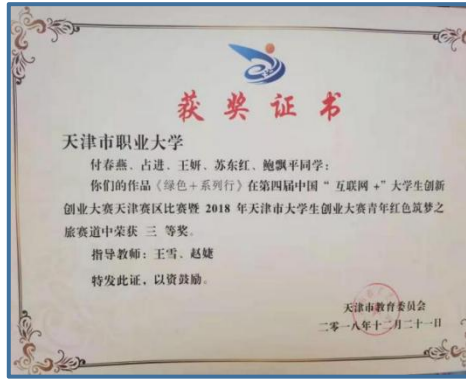 获奖证书
天津市职业大学
付春燕、占进、王妍、苏东红、鲍飘平同学：
你们的作品《绿色+系列行》在第四届中国“互联网+”大学生创新
创业大赛天津赛区比赛暨 2018 年天津市大学生创业大赛青年红色筑梦之
旅赛道中荣获 三 等奖。
指导教师：王雪、赵婕
特发此证，以资鼓励。
天津市教育委员会
二零一八年十二月二十一日